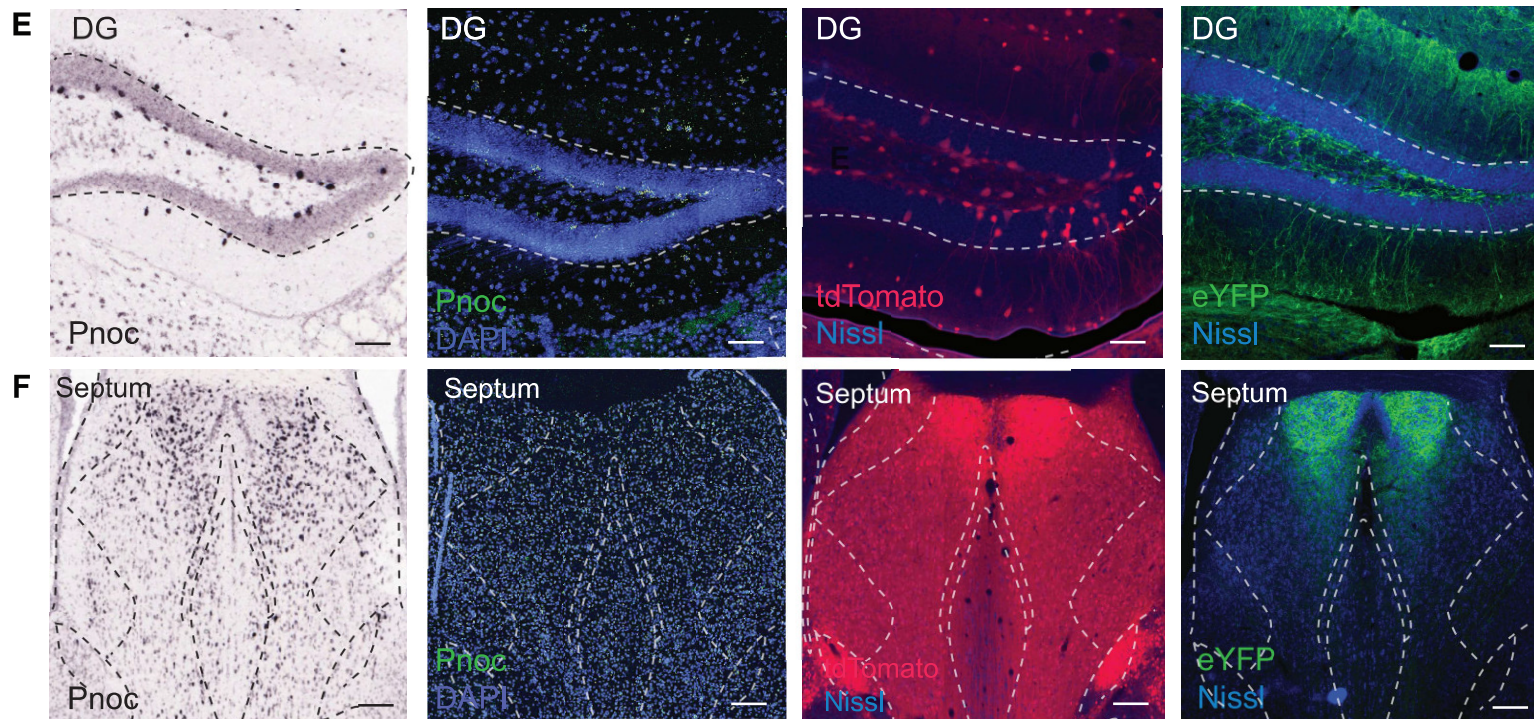 E
DG
Pnoc
DG
Pnoc
DAPI
DG
E
tdTomato
Nissl
DG
eYFP
Nissl
F
Septum
Pnoc
Septum
Pnoc
DAPI
Septum
tdTomato
Nissl
Septum
eYFP
Nissl